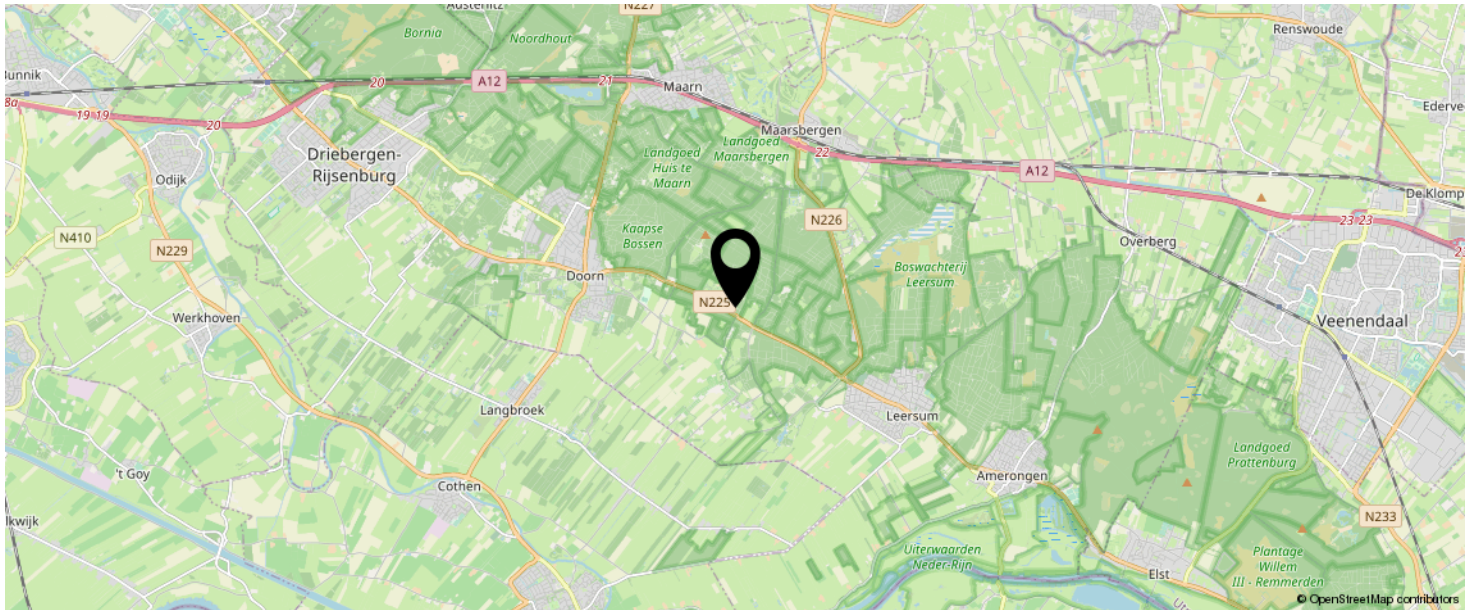 Austerlitz
N227
Bornia
Noordhout
Renswoude
Bunnik
20
A12
21
Maarn
8a
19 19
20
Maarsbergen
Landgoed
Maarsbergen
22
Driebergen-
Rijsenburg
Odijk
Landgoed
Huis te
Maarn
A12
De Klomp
N410
N229
Kaapse
Bossen
N226
23 23
Overberg
Doorn
Boswachterij
Leersum
N225
Werkhoven
Veenendaal
Langbroek
Leersum
Landgoed
Prattenburg
't Goy
Cothen
Amerongen
N233
Uiterwaarden
Neder-Rijn
Elst
Plantage
Willem
III - Remmerden
© OpenStreetMap contributors